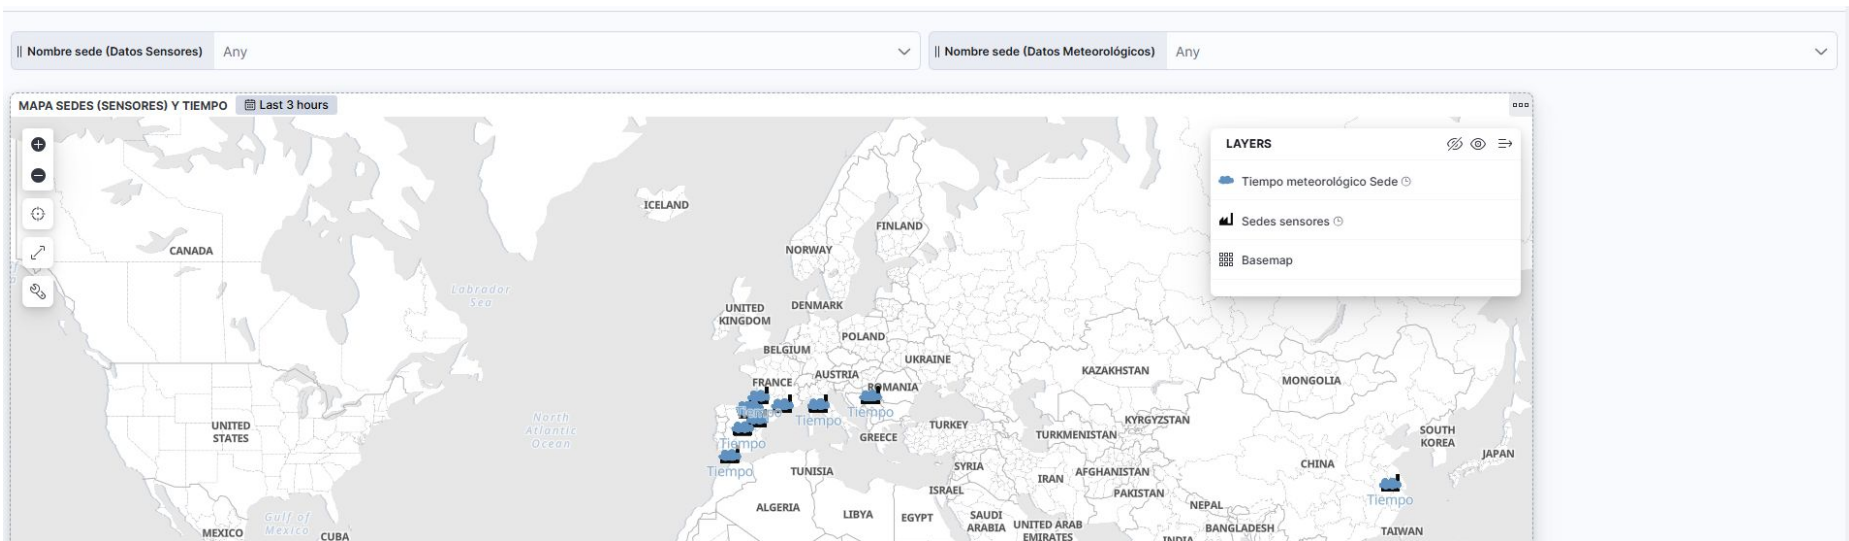 Nombre sede (Datos Sensores) Any
Nombre sede (Datos Meteorológicos) Any
MAPA SEDES (SENSORES) Y TIEMPO Last 3 hours
LAYERS
Tiempo meteorológico Sede
Sedes sensores
Basemap
ICELAND
FINLAND
NORWAY
CANADA
Labrador
Sea
UNITED
KINGDOM
DENMARK
POLAND
BELGIUM
UKRAINE
AUSTRIA
FRANCE
ROMANIA
KAZAKHSTAN
MONGOLIA
North
Atlantic
Ocean
UNITED
STATES
Tiempo
Tiempo
Tiempo
Tiempo
Tiempo
GREECE
TURKEY
KYRGYZSTAN
TURKMENISTAN
SOUTH
KOREA
JAPAN
TUNISIA
SYRIA
IRAN
AFGHANISTAN
CHINA
ISRAEL
PAKISTAN
Tiempo
ALGERIA
LIBYA
EGYPT
SAUDI
ARABIA
UNITED ARAB
EMIRATES
NEPAL
BANGLADESH
INDIA
TAIWAN
Gulf of
Mexico
MEXICO
CUBA